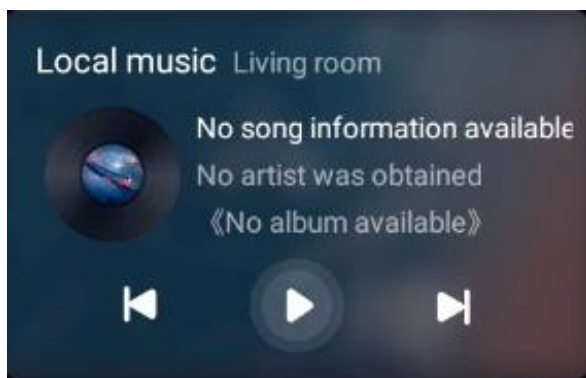 Local music Living room
No song information available
No artist was obtained
《No album available》